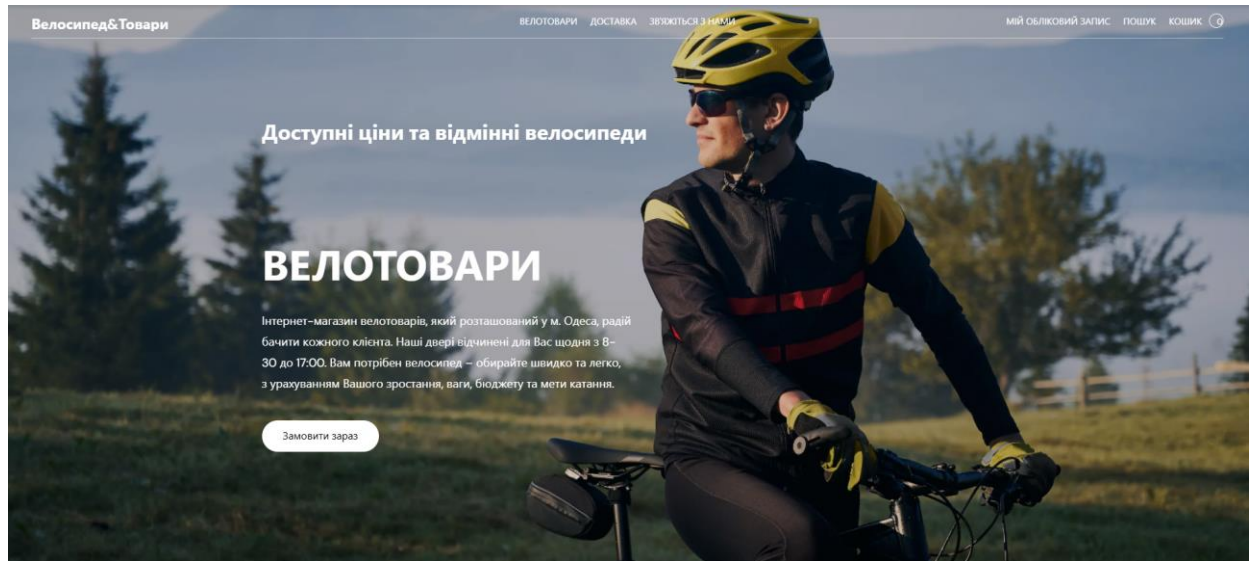 Велосипед&Товари
ВЕЛОТОВАРИ ДОСТАВКА ЗВ'ЯЖІТЬСЯ З НАМИ
МІЙ ОБЛІКОВИЙ ЗАПИС ПОШУК КОШИК 0
Доступні ціни та відмінні велосипеди
ВЕЛОТОВАРИ
Інтернет-магазин велотоварів, який розташований у м. Одеса, радій
бачити кожного клієнта. Наші двері відчинені для Вас щодня з 8-
30 до 17:00. Вам потрібен велосипед – обирайте швидко та легко,
з урахуванням Вашого зростання, ваги, бюджету та мети катання.
Замовити зараз